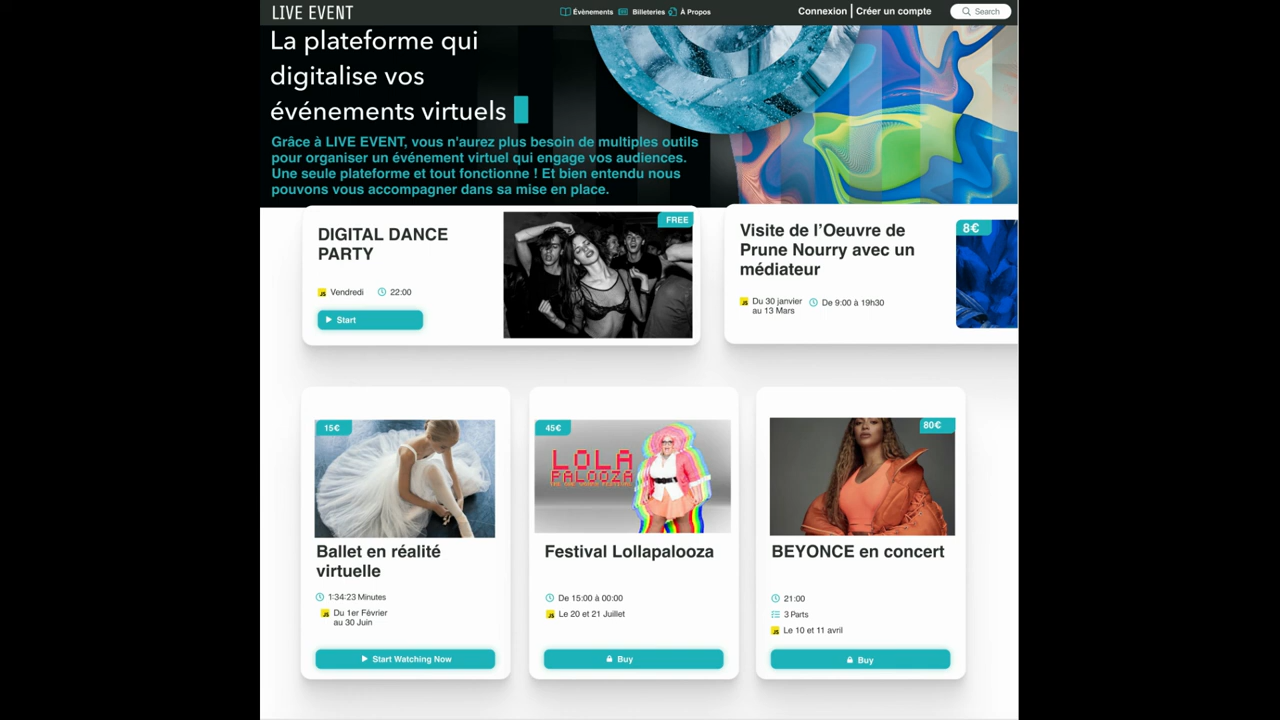 LIVE EVENT
Évènements Billeteries À Propos
Connexion | Créer un compte
Search
La plateforme qui
digitalise vos
événements virtuels
Grâce à LIVE EVENT, vous n'aurez plus besoin de multiples outils
pour organiser un événement virtuel qui engage vos audiences.
Une seule plateforme et tout fonctionne ! Et bien entendu nous
pouvons vous accompagner dans sa mise en place.
DIGITAL DANCE
PARTY
Vendredi 22:00
Start
FREE
Visite de l'Oeuvre de
Prune Nourry avec un
médiateur
Du 30 janvier
au 13 Mars
De 9:00 à 19h30
8€
15€
Ballet en réalité
virtuelle
1:34:23 Minutes
JS
Du 1er Février
au 30 Juin
Start Watching Now
45€
LOLA
PALOOZA
Festival Lollapalooza
De 15:00 à 00:00
JS
Le 20 et 21 Juillet
Buy
80€
BEYONCE en concert
21:00
3 Parts
JS
Le 10 et 11 avril
Buy